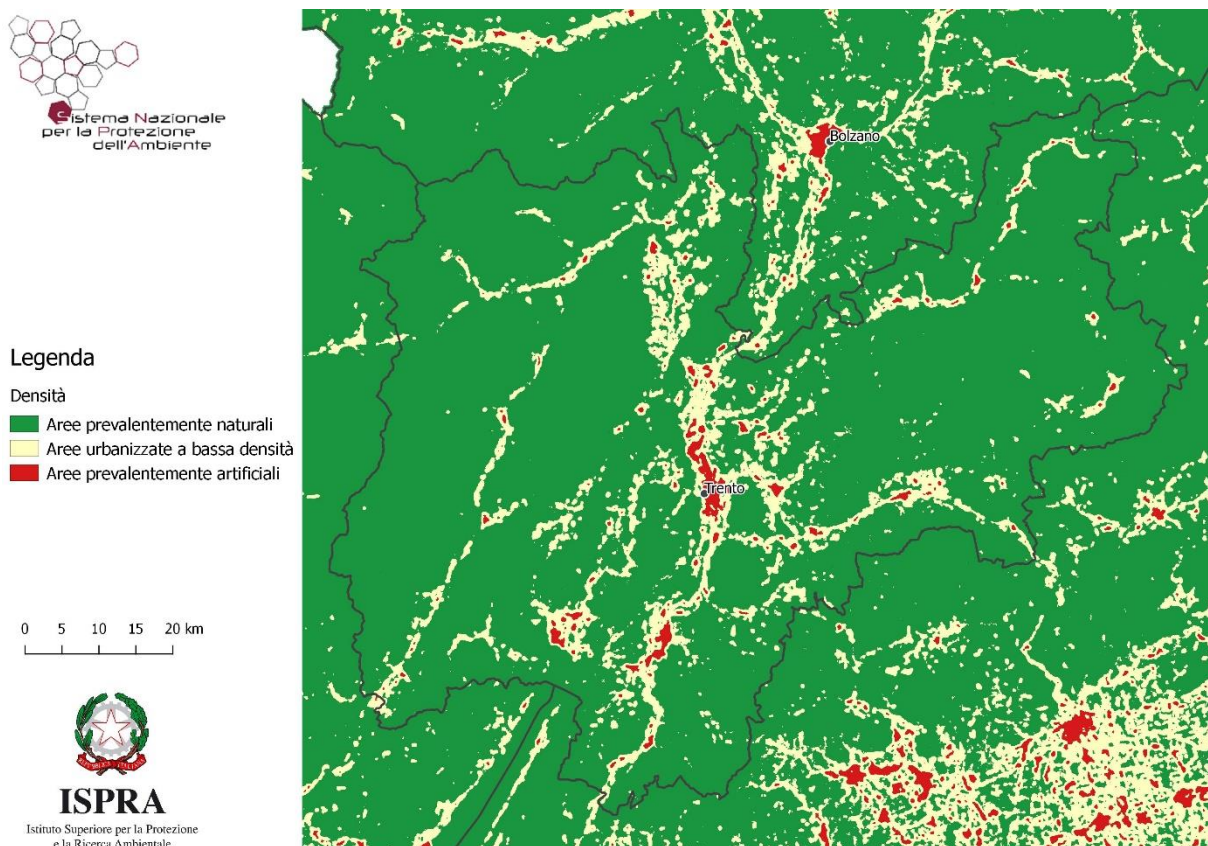 Sistema Nazionale
per la Protezione
dell'Ambiente
Bolzano
Trento
Legenda
Densità
Aree prevalentemente naturali
Aree urbanizzate a bassa densità
Aree prevalentemente artificiali
0 5 10 15 20 km
ISPRA
Istituto Superiore per la Protezione
e la Ricerca Ambientale